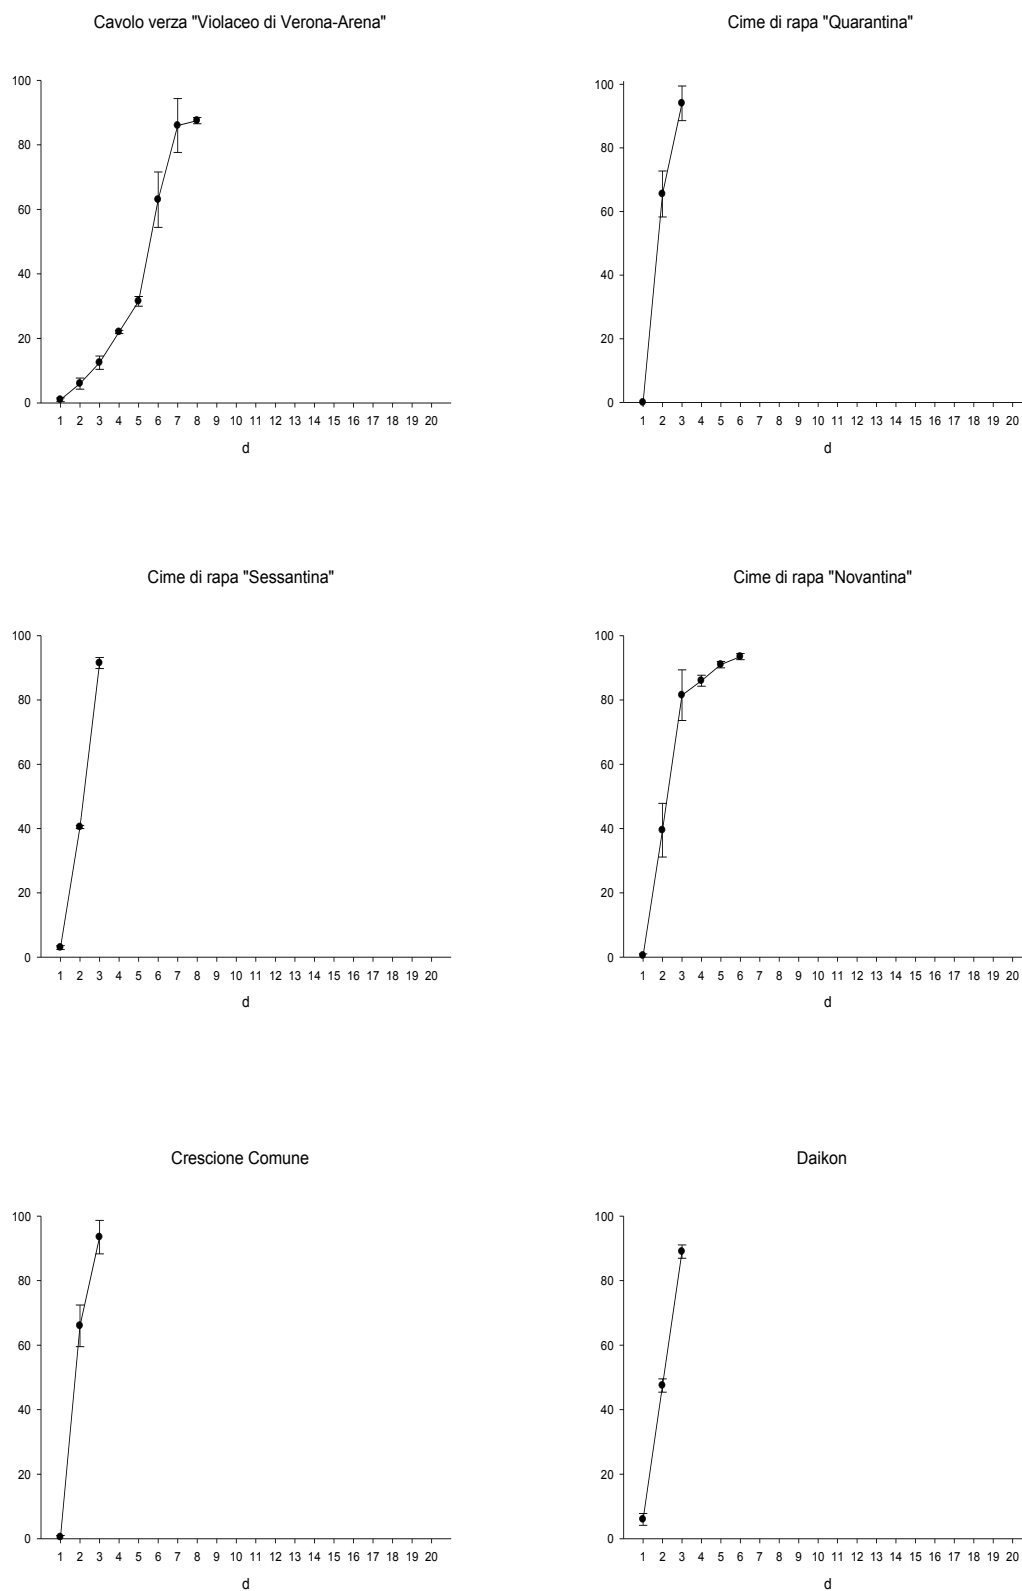 Cavolo verza "Violaceo di Verona-Arena"
100
80
60
40
20
0
1 2 3 4 5 6 7 8 9 10 11 12 13 14 15 16 17 18 19 20
d
Cime di rapa "Quarantina"
100
80
60
40
20
0
1 2 3 4 5 6 7 8 9 10 11 12 13 14 15 16 17 18 19 20
d
Cime di rapa "Sessantina"
100
80
60
40
20
0
1 2 3 4 5 6 7 8 9 10 11 12 13 14 15 16 17 18 19 20
d
Cime di rapa "Novantina"
100
80
60
40
20
0
1 2 3 4 5 6 7 8 9 10 11 12 13 14 15 16 17 18 19 20
d
Crescione Comune
100
80
60
40
20
0
1 2 3 4 5 6 7 8 9 10 11 12 13 14 15 16 17 18 19 20
d
Daikon
100
80
60
40
20
0
1 2 3 4 5 6 7 8 9 10 11 12 13 14 15 16 17 18 19 20
d